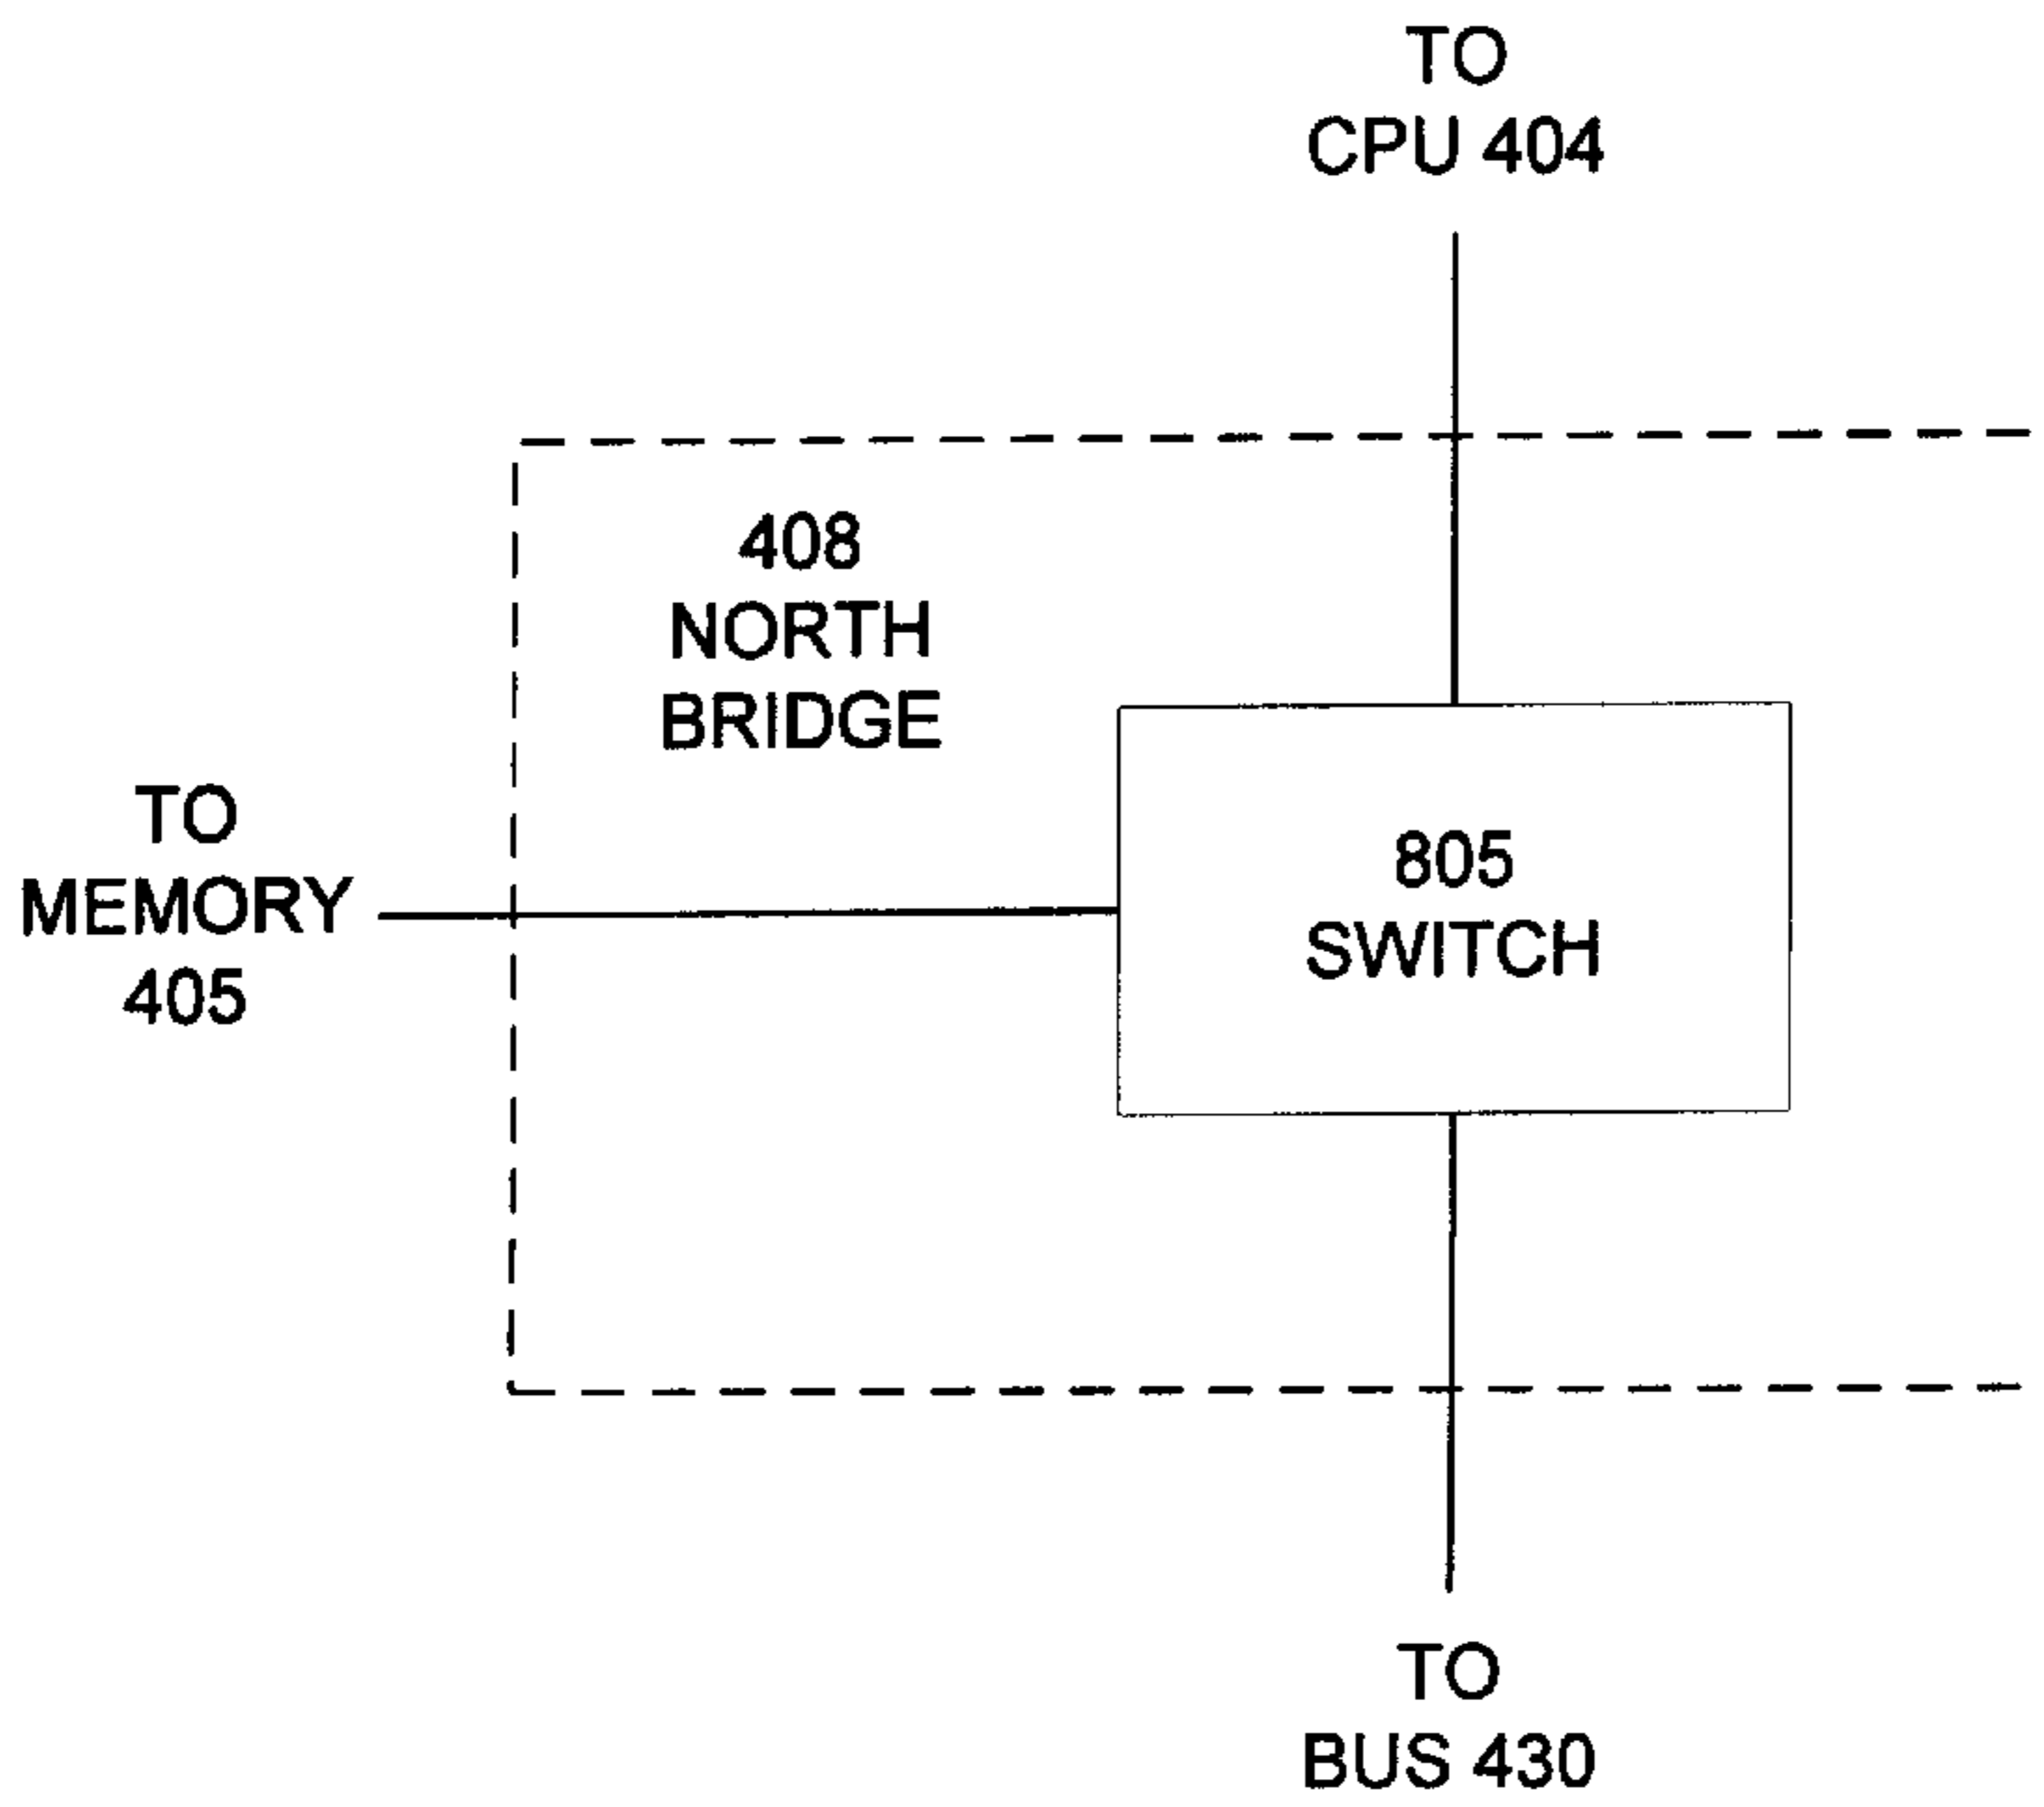 TO
CPU 404
408
NORTH
BRIDGE
TO
MEMORY
405
805
SWITCH
TO
BUS 430